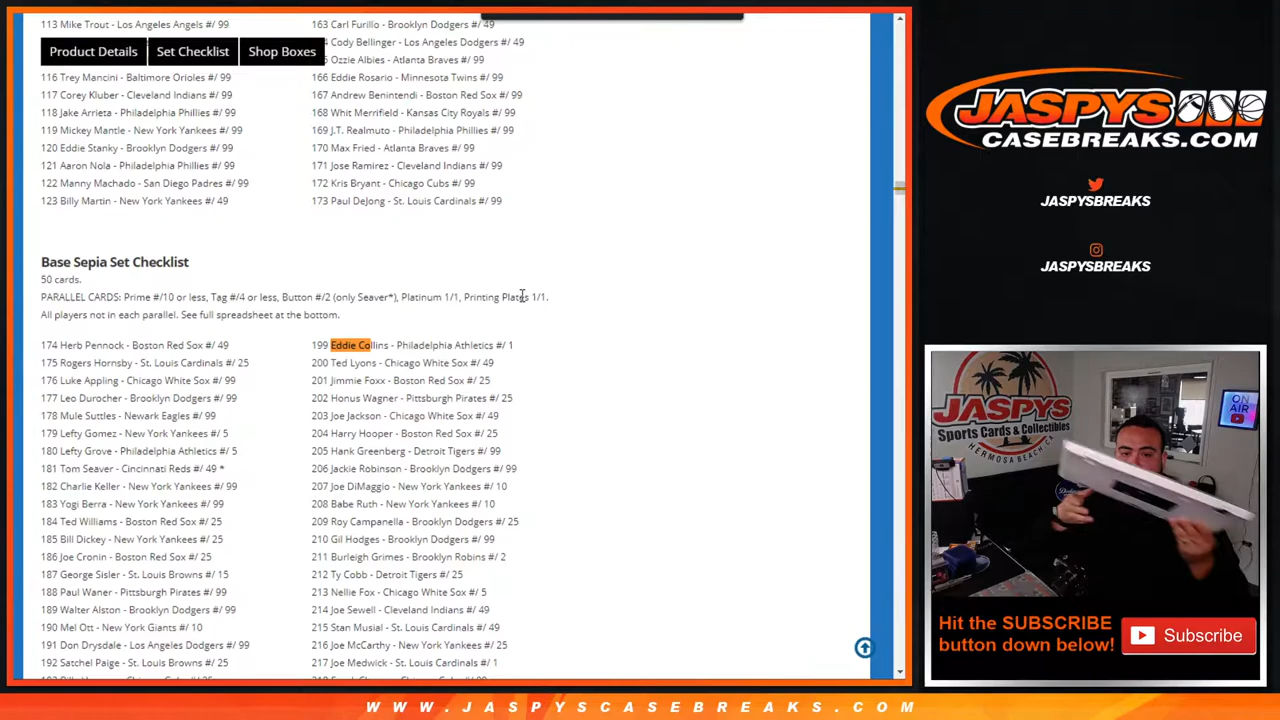 113 Mike Trout - Los Angeles Angels #/ 99
Product Details
Set Checklist
Shop Boxes
116 Trey Mancini - Baltimore Orioles #/ 99
117 Corey Kluber - Cleveland Indians #/ 99
118 Jake Arrieta - Philadelphia Phillies #/ 99
119 Mickey Mantle - New York Yankees #/ 99
120 Eddie Stanky - Brooklyn Dodgers #/ 99
121 Aaron Nola - Philadelphia Phillies #/ 99
122 Manny Machado - San Diego Padres #/ 99
123 Billy Martin - New York Yankees #/ 49
163 Carl Furillo - Brooklyn Dodgers #/ 49
Cody Bellinger - Los Angeles Dodgers #/ 49
Ozzie Albies - Atlanta Braves #/ 99
166 Eddie Rosario - Minnesota Twins #/ 99
167 Andrew Benintendi - Boston Red Sox #/ 99
168 Whit Merrifield - Kansas City Royals #/ 99
169 J.T. Realmuto - Philadelphia Phillies #/ 99
170 Max Fried - Atlanta Braves #/ 99
171 Jose Ramirez - Cleveland Indians #/ 99
172 Kris Bryant - Chicago Cubs #/ 99
173 Paul DeJong - St. Louis Cardinals #/ 99
Base Sepia Set Checklist
50 cards.
PARALLEL CARDS: Prime #/10 or less, Tag #/4 or less, Button #/2 (only Seaver*), Platinum 1/1, Printing Plates 1/1.
All players not in each parallel. See full spreadsheet at the bottom.
174 Herb Pennock - Boston Red Sox #/ 49
175 Rogers Hornsby - St. Louis Cardinals #/ 25
176 Luke Appling - Chicago White Sox #/ 99
177 Leo Durocher - Brooklyn Dodgers #/ 99
178 Mule Suttles - Newark Eagles #/ 99
179 Lefty Gomez - New York Yankees #/ 5
180 Lefty Grove - Philadelphia Athletics #/ 5
181 Tom Seaver - Cincinnati Reds #/ 49 *
182 Charlie Keller - New York Yankees #/ 99
183 Yogi Berra - New York Yankees #/ 99
184 Ted Williams - Boston Red Sox #/ 25
185 Bill Dickey - New York Yankees #/ 25
186 Joe Cronin - Boston Red Sox #/ 25
187 George Sisler - St. Louis Browns #/ 15
188 Paul Waner - Pittsburgh Pirates #/ 99
189 Walter Alston - Brooklyn Dodgers #/ 99
190 Mel Ott - New York Giants #/ 10
191 Don Drysdale - Los Angeles Dodgers #/ 99
192 Satchel Paige - St. Louis Browns #/ 25
199 Eddie Collins - Philadelphia Athletics #/ 1
200 Ted Lyons - Chicago White Sox #/ 49
201 Jimmie Foxx - Boston Red Sox #/ 25
202 Honus Wagner - Pittsburgh Pirates #/ 25
203 Joe Jackson - Chicago White Sox #/ 49
204 Harry Hooper - Boston Red Sox #/ 25
205 Hank Greenberg - Detroit Tigers #/ 99
206 Jackie Robinson - Brooklyn Dodgers #/ 99
207 Joe DiMaggio - New York Yankees #/ 10
208 Babe Ruth - New York Yankees #/ 10
209 Roy Campanella - Brooklyn Dodgers #/ 25
210 Gil Hodges - Brooklyn Dodgers #/ 99
211 Burleigh Grimes - Brooklyn Robins #/ 2
212 Ty Cobb - Detroit Tigers #/ 25
213 Nellie Fox - Chicago White Sox #/ 5
214 Joe Sewell - Cleveland Indians #/ 49
215 Stan Musial - St. Louis Cardinals #/ 49
216 Joe McCarthy - New York Yankees #/ 25
217 Joe Medwick - St. Louis Cardinals #/ 1
JASPYS
CASEBREAKS.COM
JASPYSBREAKS
JASPYSBREAKS
JASPYS
Sports Cards & Collectibles
HERMOSA BEACH, CA
ON AIR
Hit the SUBSCRIBE
button down below!
Subscribe
WWW.JASPYSCASEBREAKS.COM